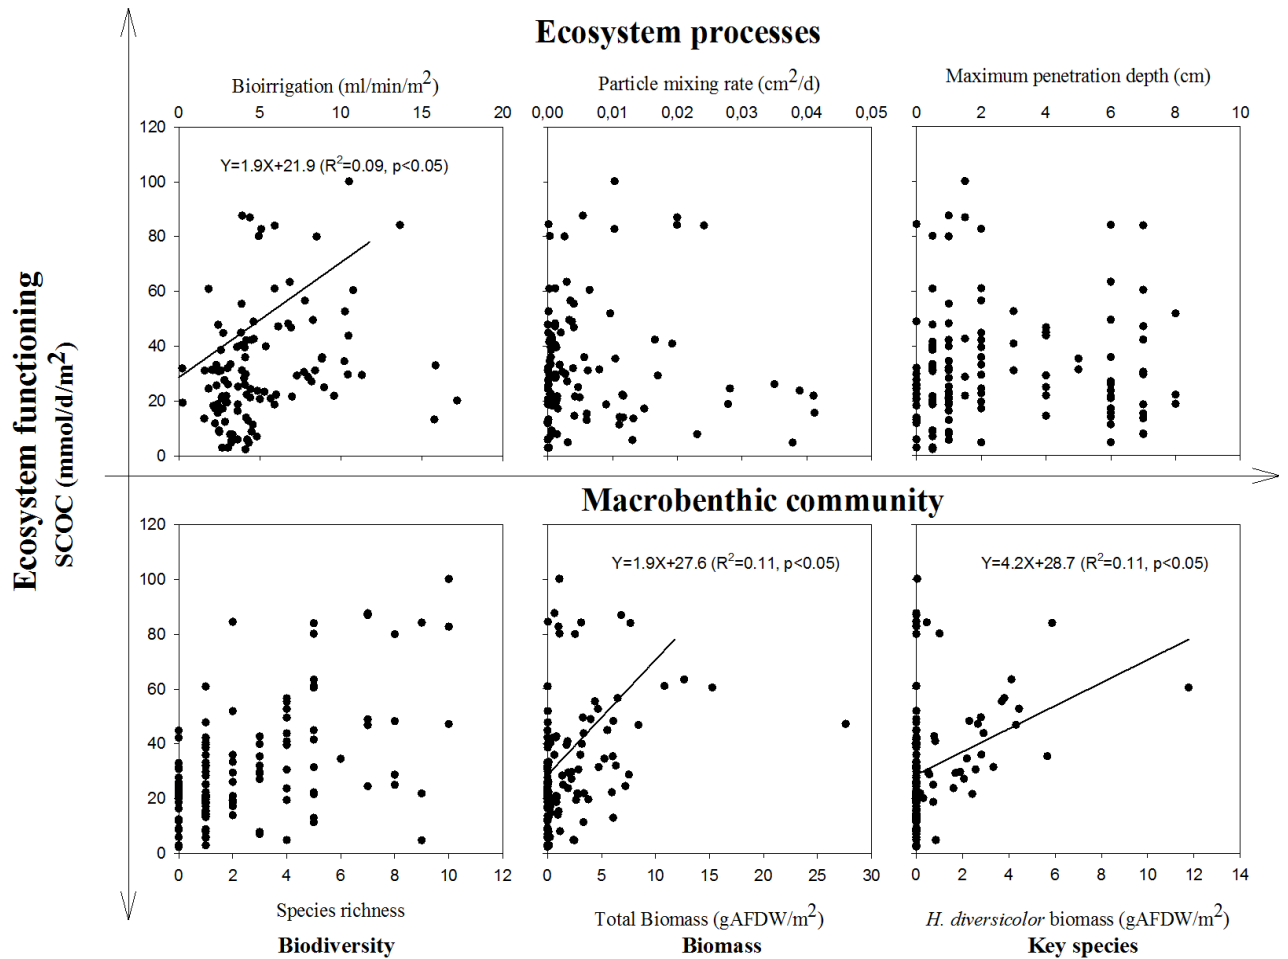 Ecosystem processes
Bioirrigation (ml/min/m²)
Particle mixing rate (cm²/d)
Maximum penetration depth (cm)
0 5 10 15 20
0,00 0,01 0,02 0,03 0,04 0,05
0 2 4 6 8 10
120
100
80
60
40
20
0
Y=1.9X+21.9 (R²=0.09, p<0.05)
Ecosystem functioning
SCOC (mmol/d/m²)
Macrobenthic community
120
100
80
60
40
20
0
Y=1.9X+27.6 (R²=0.11, p<0.05)
Y=4.2X+28.7 (R²=0.11, p<0.05)
0 2 4 6 8 10 12
0 5 10 15 20 25 30
0 2 4 6 8 10 12 14
Species richness
Total Biomass (gAFDW/m²)
H. diversicolor biomass (gAFDW/m²)
Biodiversity
Biomass
Key species